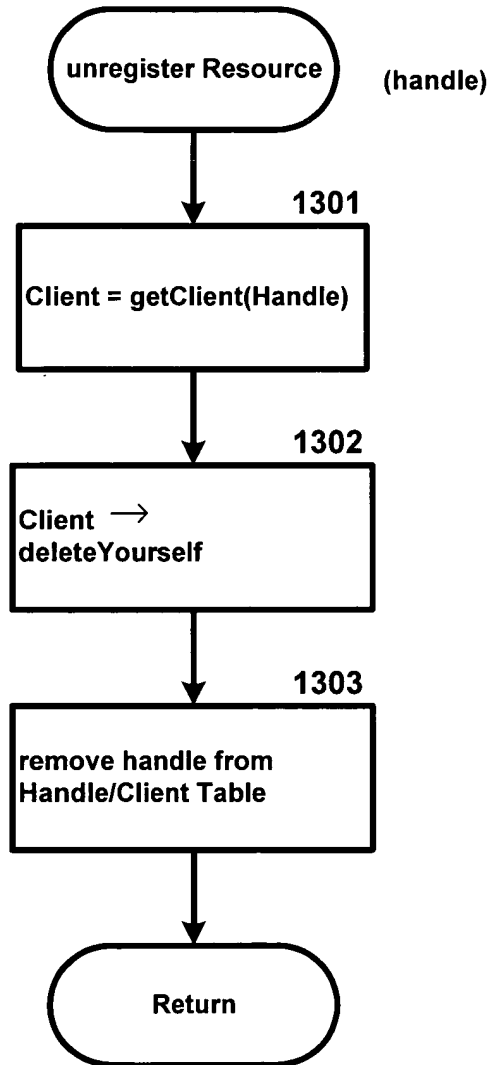 unregister Resource
(handle)
1301
Client = getClient(Handle)
1302
Client →
deleteYourself
1303
remove handle from
Handle/Client Table
Return